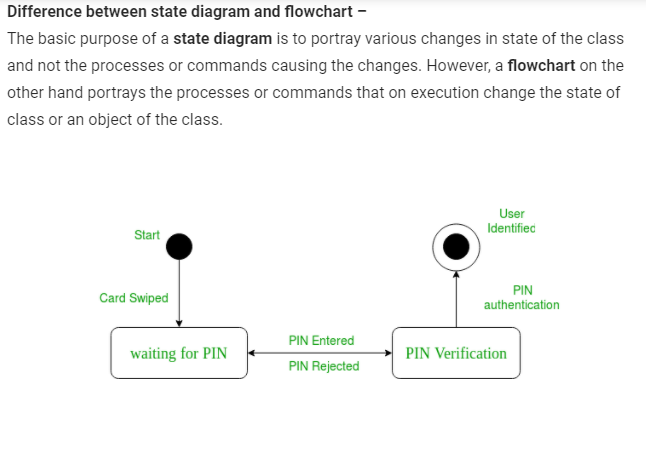 Difference between state diagram and flowchart –
The basic purpose of a state diagram is to portray various changes in state of the class
and not the processes or commands causing the changes. However, a flowchart on the
other hand portrays the processes or commands that on execution change the state of
class or an object of the class.
User
Identified
Start
PIN
authentication
Card Swiped
PIN Entered
waiting for PIN
PIN Verification
PIN Rejected